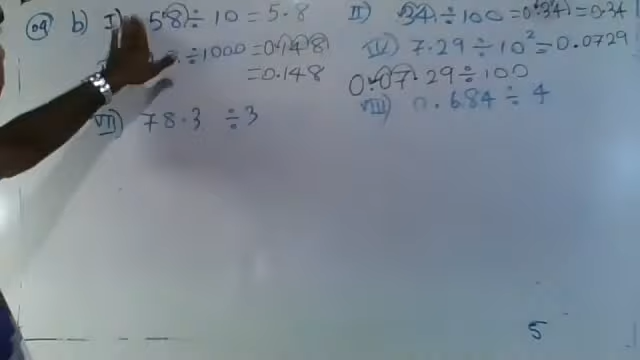 09 b) I) 58 ÷ 10 = 5.8 II) 34 ÷ 100 = 0.34 = 0.34
÷ 1000 = 0.148 IV) 7.29 ÷ 10² = 0.0729
= 0.148 0.07.29 ÷ 100
VII) 78.3 ÷ 3 VIII) 0.684 ÷ 4
5